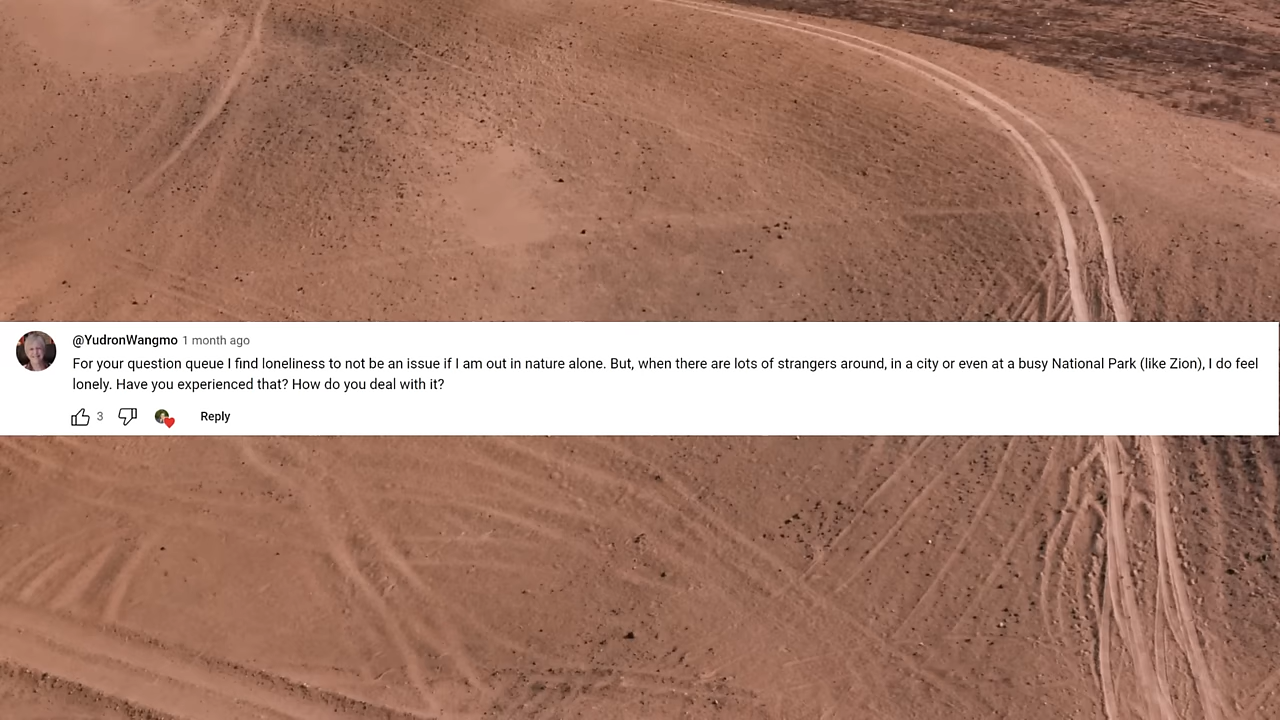 @YudronWangmo 1 month ago
For your question queue I find loneliness to not be an issue if I am out in nature alone. But, when there are lots of strangers around, in a city or even at a busy National Park (like Zion), I do feel
lonely. Have you experienced that? How do you deal with it?
3 Reply